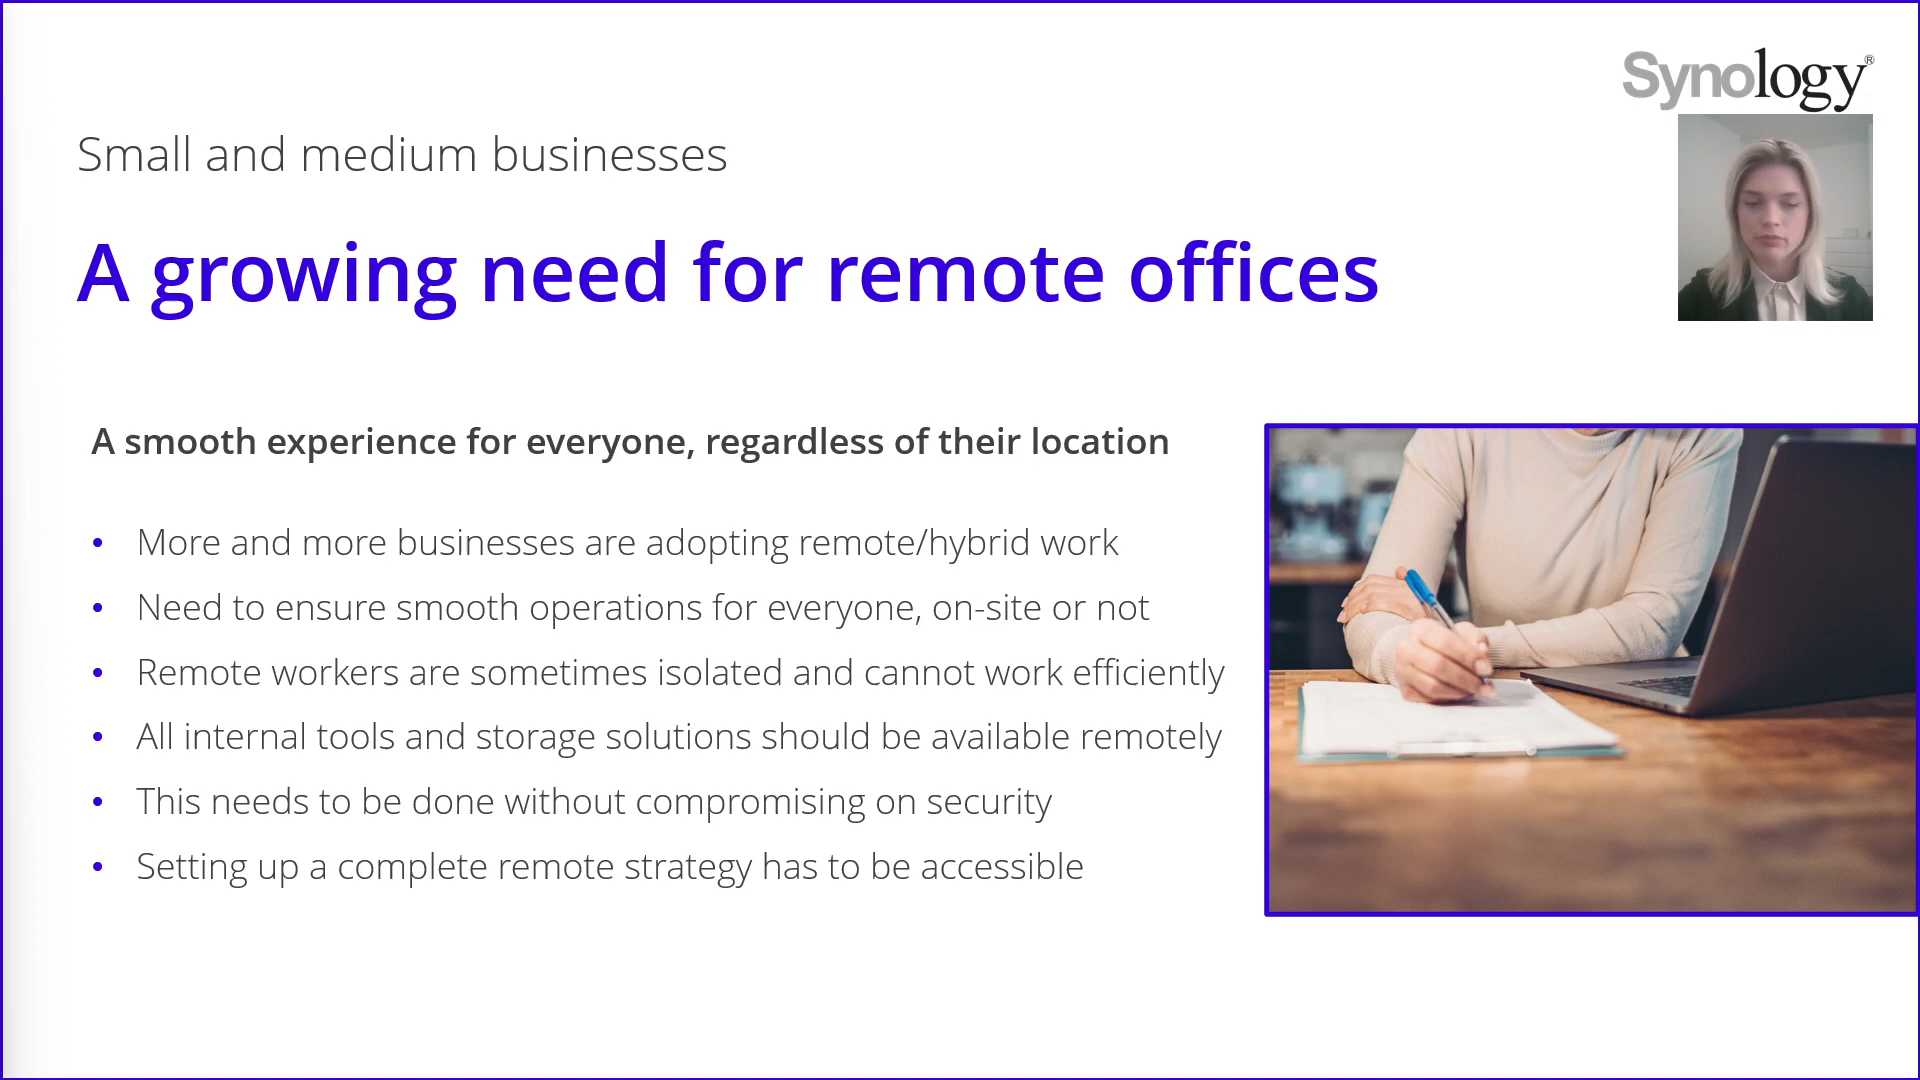 Synology®
Small and medium businesses
A growing need for remote offices
A smooth experience for everyone, regardless of their location
• More and more businesses are adopting remote/hybrid work
• Need to ensure smooth operations for everyone, on-site or not
• Remote workers are sometimes isolated and cannot work efficiently
• All internal tools and storage solutions should be available remotely
• This needs to be done without compromising on security
• Setting up a complete remote strategy has to be accessible